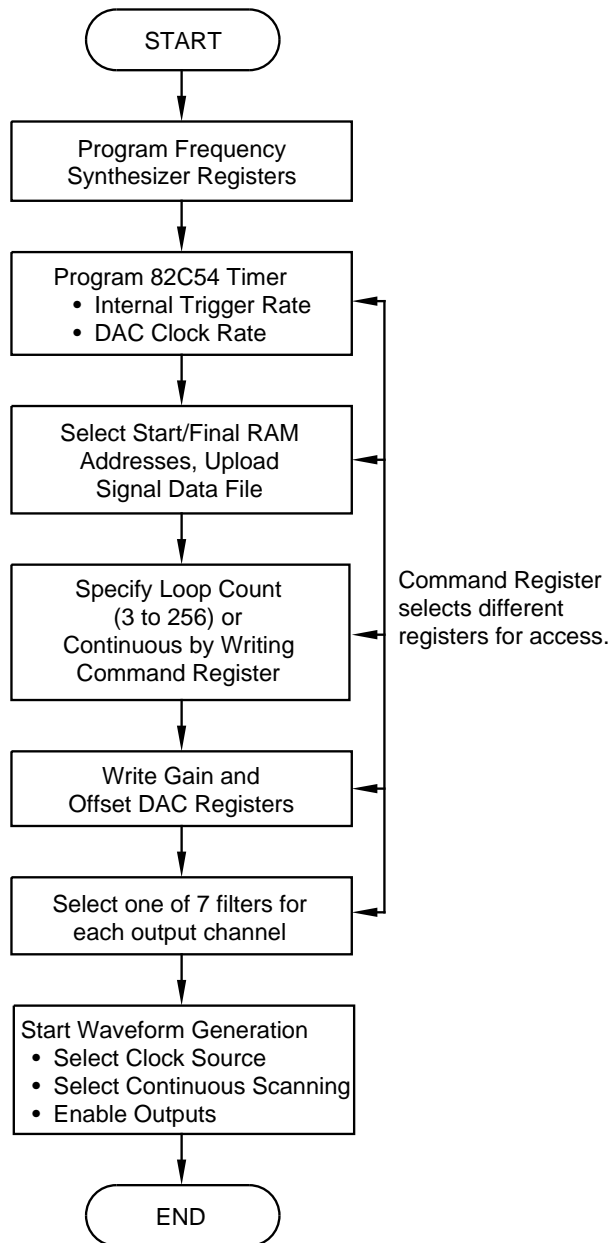 START
Program Frequency
Synthesizer Registers
Program 82C54 Timer
• Internal Trigger Rate
• DAC Clock Rate
Select Start/Final RAM
Addresses, Upload
Signal Data File
Specify Loop Count
(3 to 256) or
Continuous by Writing
Command Register
Command Register
selects different
registers for access.
Write Gain and
Offset DAC Registers
Select one of 7 filters for
each output channel
Start Waveform Generation
• Select Clock Source
• Select Continuous Scanning
• Enable Outputs
END